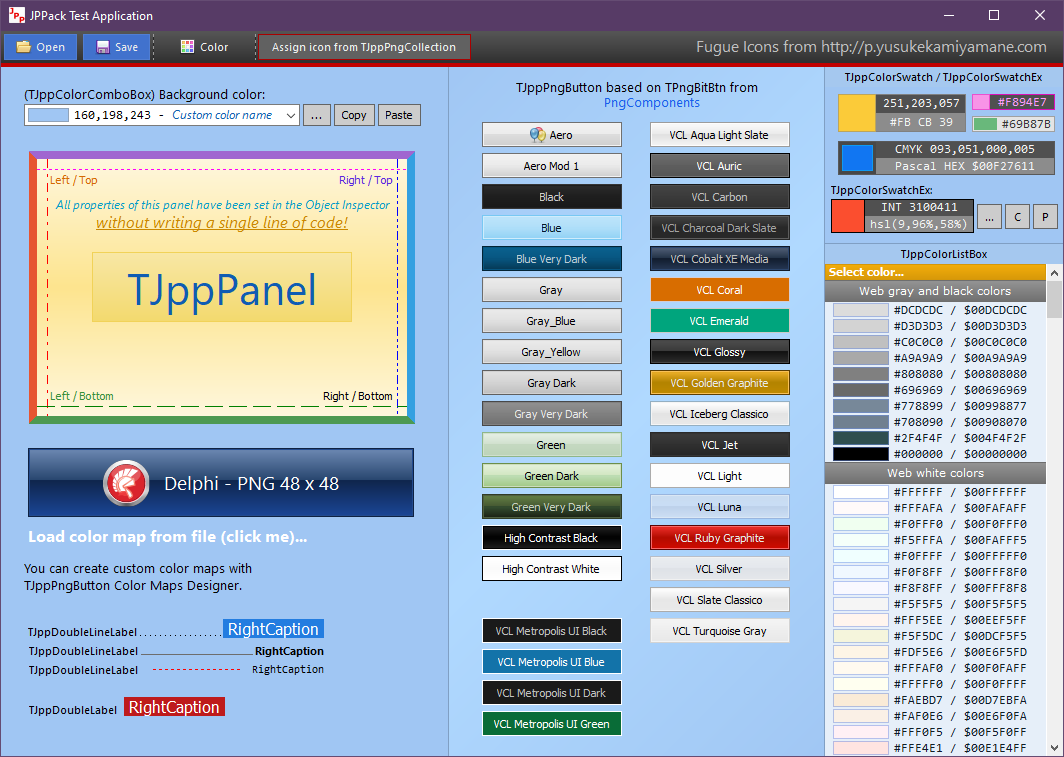 JPPack Test Application
Open
Save
Color
Assign icon from TJppPngCollection
Fugue Icons from http://p.yusukekamiyamane.com
(TJppColorComboBox) Background color:
160,198,243 - Custom color name
...
Copy
Paste
Left / Top
Right / Top
All properties of this panel have been set in the Object Inspector
without writing a single line of code!
TJppPanel
Left / Bottom
Right / Bottom
Delphi - PNG 48 x 48
Load color map from file (click me)...
You can create custom color maps with
TJppPngButton Color Maps Designer.
TJppDoubleLineLabel RightCaption
TJppDoubleLineLabel RightCaption
TJppDoubleLineLabel RightCaption
TJppDoubleLabel RightCaption
TJppPngButton based on TPngBitBtn from
PngComponents
Aero
Aero Mod 1
Black
Blue
Blue Very Dark
Gray
Gray_Blue
Gray_Yellow
Gray Dark
Gray Very Dark
Green
Green Dark
Green Very Dark
High Contrast Black
High Contrast White
VCL Metropolis UI Black
VCL Metropolis UI Blue
VCL Metropolis UI Dark
VCL Metropolis UI Green
VCL Aqua Light Slate
VCL Auric
VCL Carbon
VCL Charcoal Dark Slate
VCL Cobalt XE Media
VCL Coral
VCL Emerald
VCL Glossy
VCL Golden Graphite
VCL Iceberg Classico
VCL Jet
VCL Light
VCL Luna
VCL Ruby Graphite
VCL Silver
VCL Slate Classico
VCL Turquoise Gray
TJppColorSwatch / TJppColorSwatchEx
251,203,057
#FB CB 39
#F894E7
#69B87B
CMYK 093,051,000,005
Pascal HEX $00F27611
TJppColorSwatchEx:
INT 3100411
hsl(9,96%,58%)
...
C
P
TJppColorListBox
Select color...
Web gray and black colors
#DCDCDC / $00DCDCDC
#D3D3D3 / $00D3D3D3
#C0C0C0 / $00C0C0C0
#A9A9A9 / $00A9A9A9
#808080 / $00808080
#696969 / $00696969
#778899 / $00998877
#708090 / $00908070
#2F4F4F / $004F4F2F
#000000 / $00000000
Web white colors
#FFFFFF / $00FFFFFF
#FFFAFA / $00FAFAFF
#F0FFF0 / $00F0FFF0
#F5FFFA / $00FAFFF5
#F0FFFF / $00FFFFF0
#F0F8FF / $00FFF8F0
#F8F8FF / $00FFF8F8
#F5F5F5 / $00F5F5F5
#FFF5EE / $00EEF5FF
#F5F5DC / $00DCF5F5
#FDF5E6 / $00E6F5FD
#FFFAF0 / $00F0FAFF
#FFFFF0 / $00F0FFFF
#FAEBD7 / $00D7EBFA
#FAF0E6 / $00E6F0FA
#FFF0F5 / $00F5F0FF
#FFE4E1 / $00E1E4FF